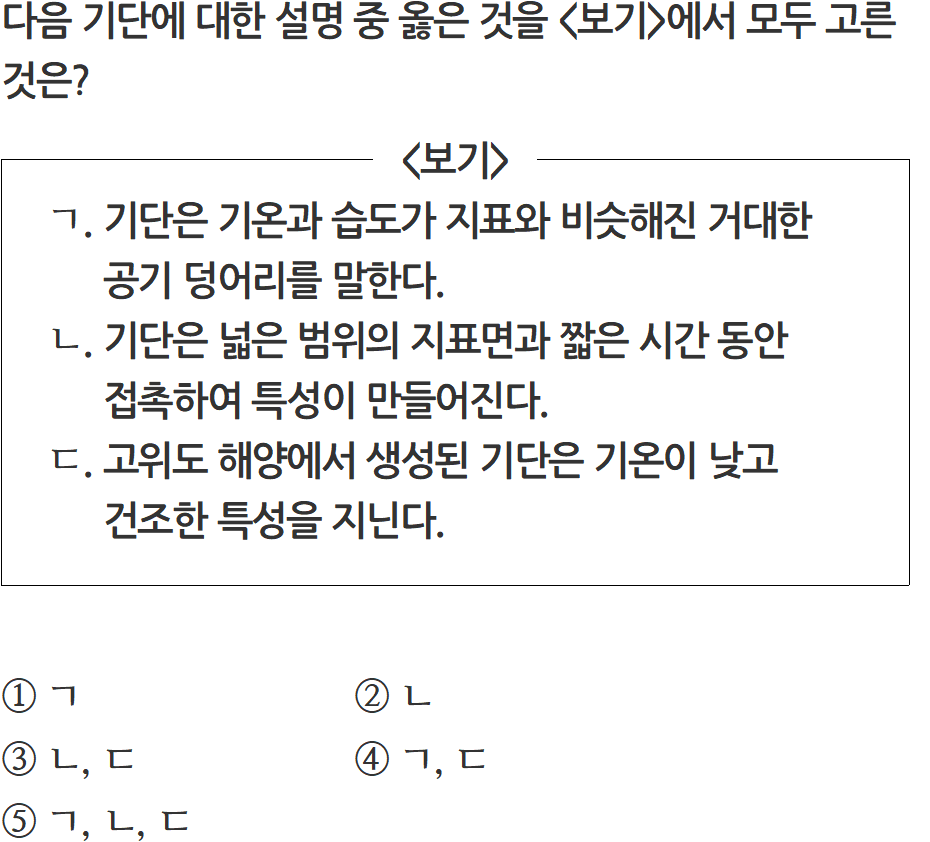 다음 기단에 대한 설명 중 옳은 것을 <보기>에서 모두 고른
것은?
<보기>
ㄱ. 기단은 기온과 습도가 지표와 비슷해진 거대한
공기 덩어리를 말한다.
ㄴ. 기단은 넓은 범위의 지표면과 짧은 시간 동안
접촉하여 특성이 만들어진다.
ㄷ. 고위도 해양에서 생성된 기단은 기온이 낮고
건조한 특성을 지닌다.
① ㄱ ② ㄴ
③ ㄴ, ㄷ ④ ㄱ, ㄷ
⑤ ㄱ, ㄴ, ㄷ